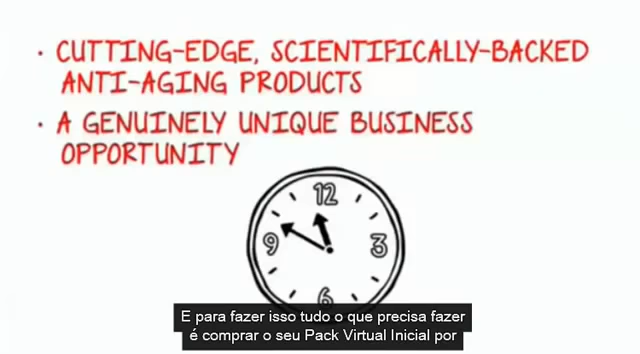 • CUTTING-EDGE, SCIENTIFICALLY-BACKED
ANTI-AGING PRODUCTS
• A GENUINELY UNIQUE BUSINESS
OPPORTUNITY
12
9
3
6
E para fazer isso tudo o que precisa fazer
é comprar o seu Pack Virtual Inicial por